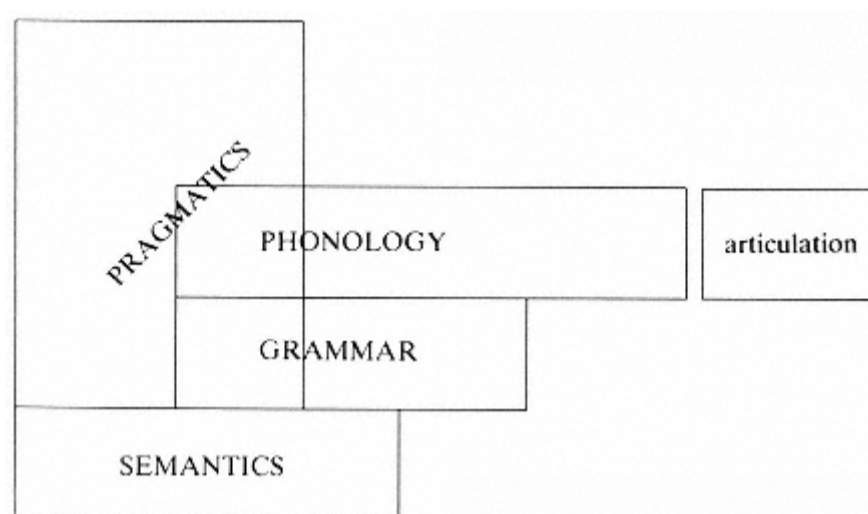 PRAGMATICS
PHONOLOGY
articulation
GRAMMAR
SEMANTICS